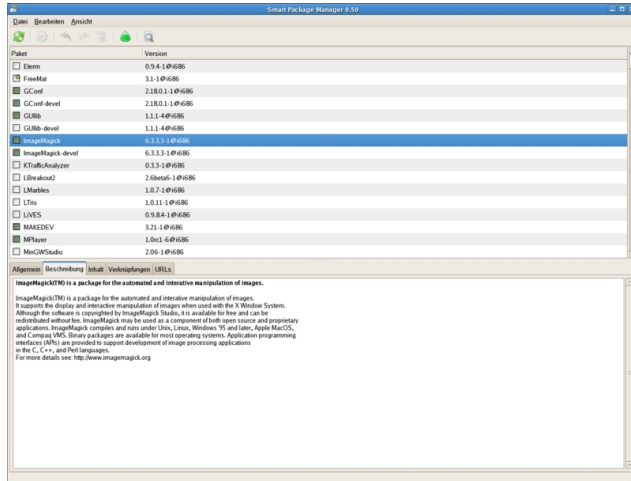 Smart Package Manager 0.50
Datei Bearbeiten Ansicht
Paket Version
Eterm 0.9.4-1@i686
FreeMat 3.1-1@i686
GConf 2.18.0.1-1@i686
GConf-devel 2.18.0.1-1@i686
GUIlib 1.1.1-4@i686
GUIlib-devel 1.1.1-4@i686
ImageMagick 6.3.3.3-1@i686
ImageMagick-devel 6.3.3.3-1@i686
KTrafficAnalyzer 0.3.3-1@i686
LBreakout2 2.6beta6-1@i686
LMarbles 1.0.7-1@i686
LTris 1.0.11-1@i686
LiVES 0.9.8.4-1@i686
MAKEDEV 3.21-1@i686
MPlayer 1.0rc1-6@i686
MinGWStudio 2.06-1@i686
Allgemein Beschreibung Inhalt Verknüpfungen URLs
ImageMagick(TM) is a package for the automated and interative manipulation of images.
ImageMagick(TM) is a package for the automated and interative manipulation of images.
It supports the display and interactive manipulation of images when used with the X Window System.
Although the software is copyrighted by ImageMagick Studio, it is available for free and can be
redistributed without fee. ImageMagick may be used as a component of both open source and proprietary
applications. ImageMagick compiles and runs under Unix, Linux, Windows '95 and later, Apple MacOS,
and Compaq VMS. Binary packages are available for most operating systems. Application programming
interfaces (APIs) are provided to support development of image processing applications
in the C, C++, and Perl languages.
For more details see: http://www.imagemagick.org